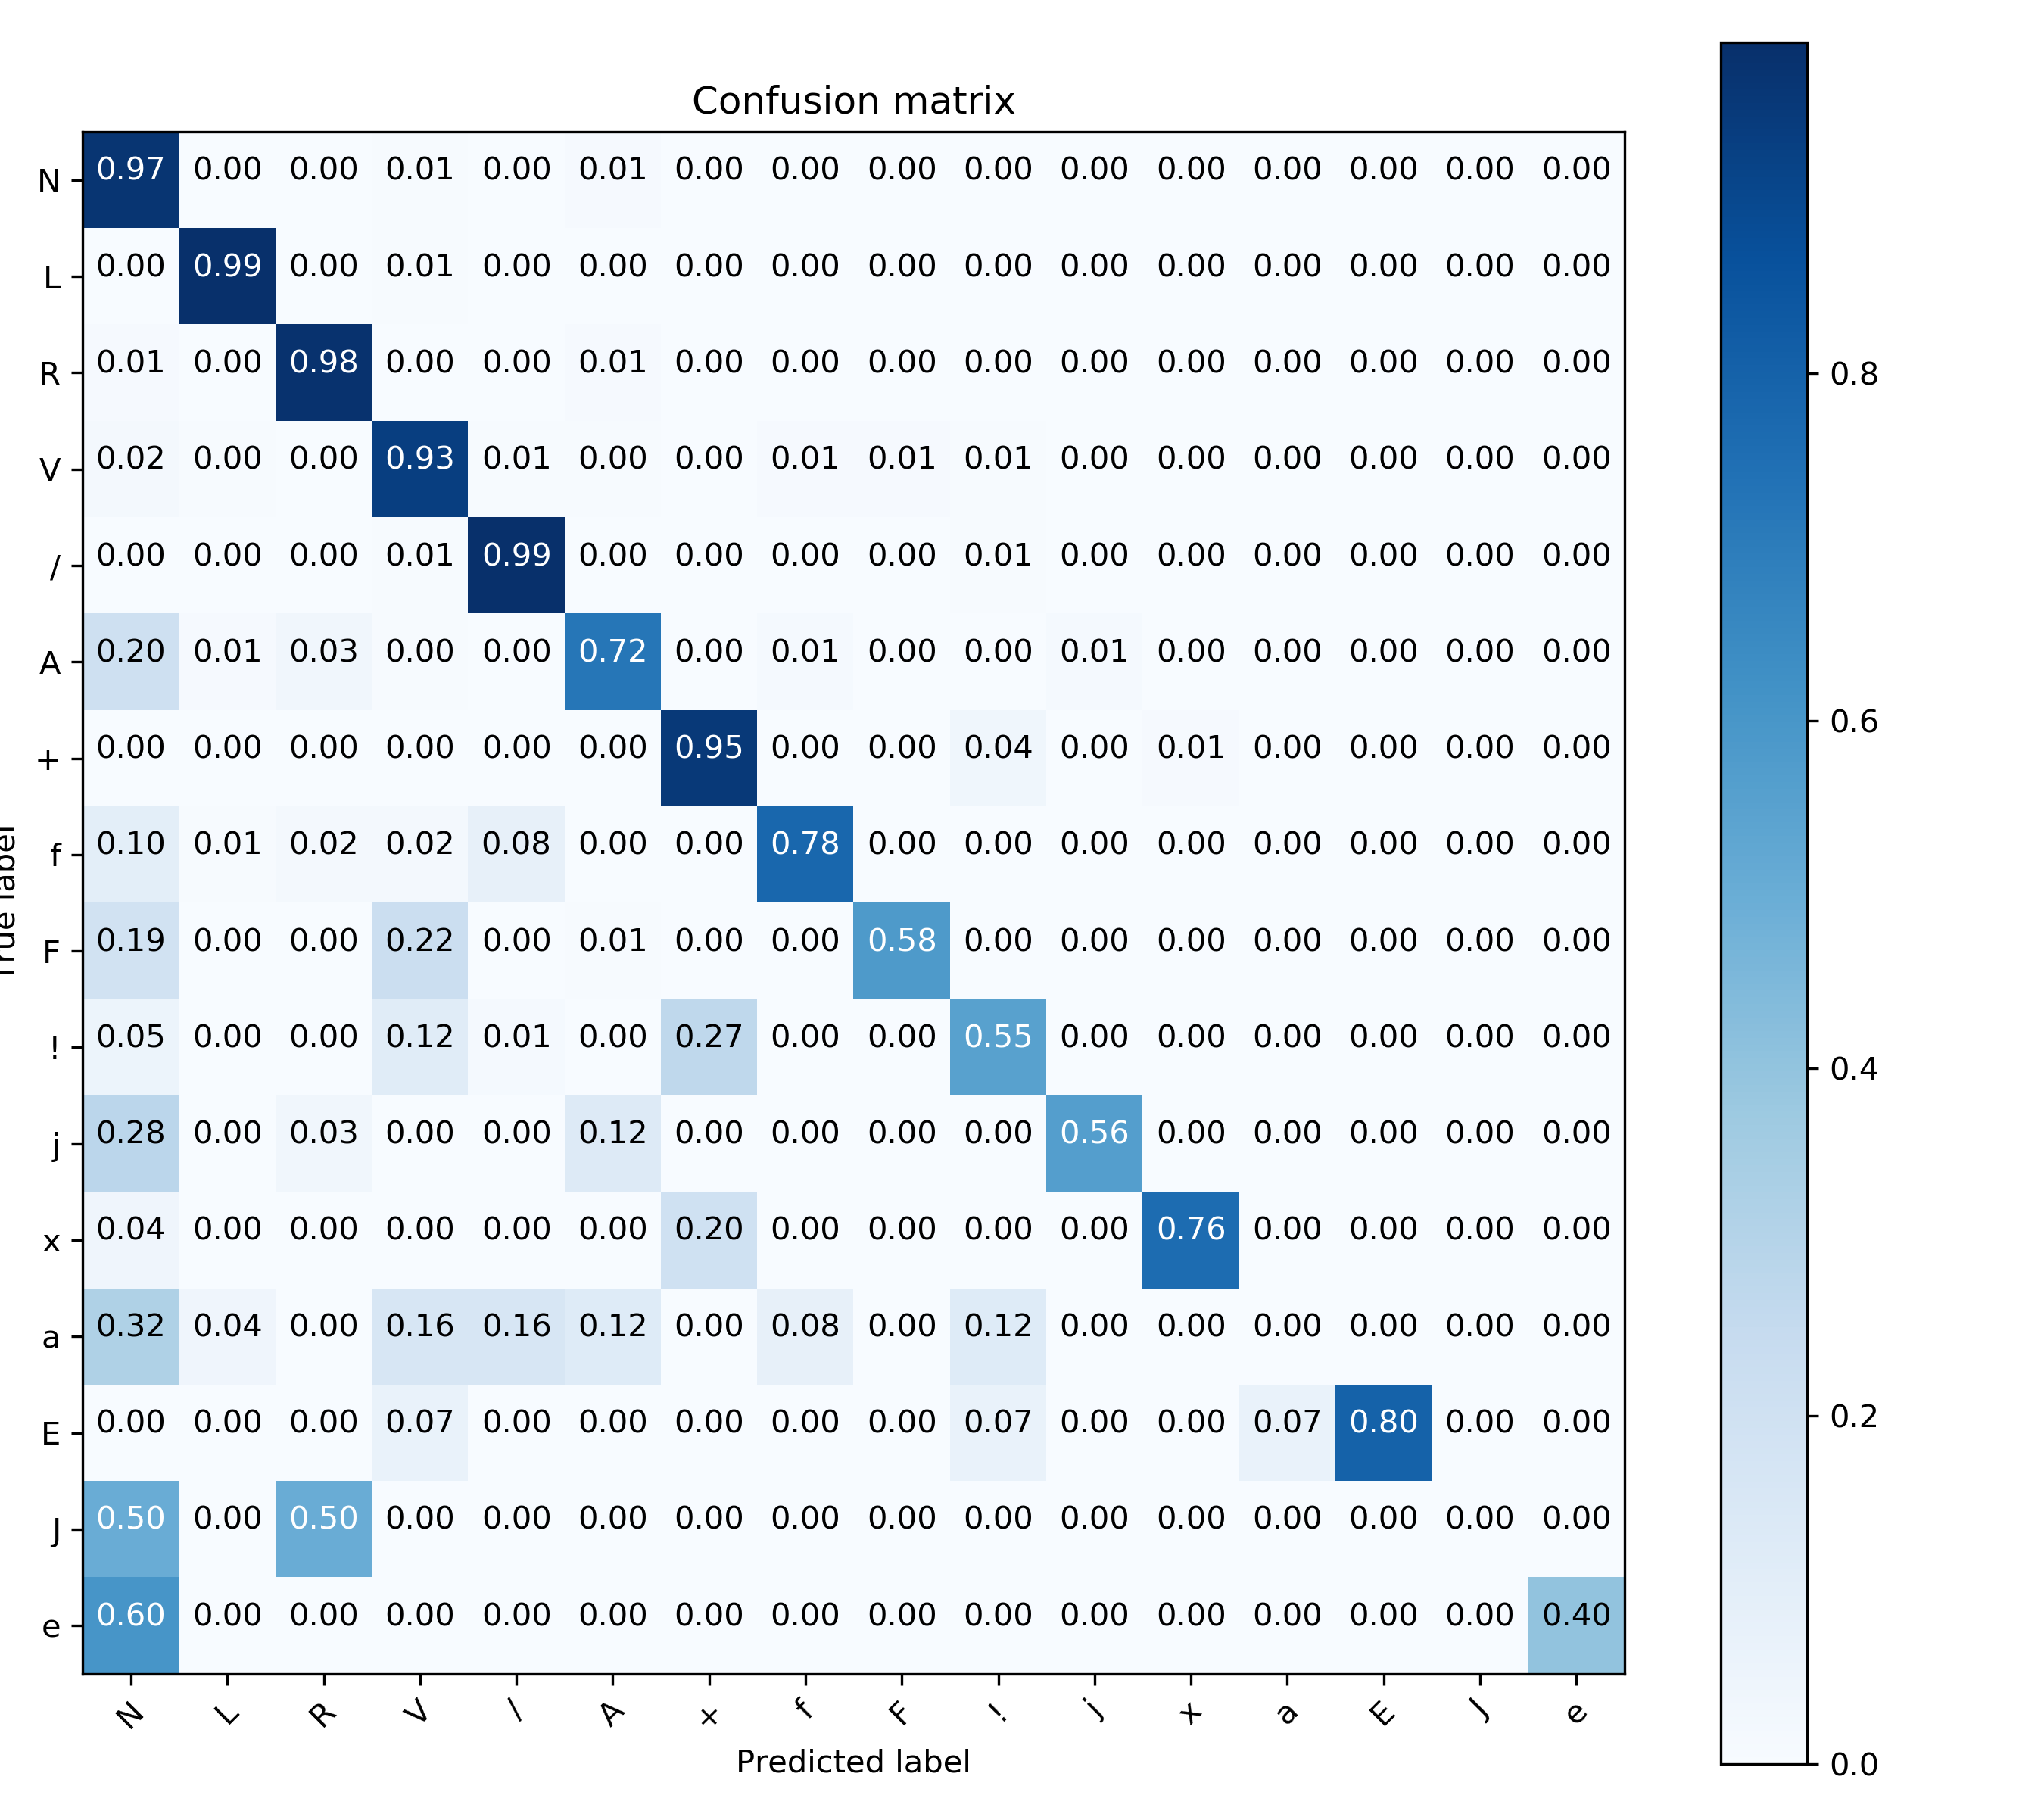 Confusion matrix
N 0.97 0.00 0.00 0.01 0.00 0.01 0.00 0.00 0.00 0.00 0.00 0.00 0.00 0.00 0.00 0.00
L 0.00 0.99 0.00 0.01 0.00 0.00 0.00 0.00 0.00 0.00 0.00 0.00 0.00 0.00 0.00 0.00
R 0.01 0.00 0.98 0.00 0.00 0.01 0.00 0.00 0.00 0.00 0.00 0.00 0.00 0.00 0.00 0.00
V 0.02 0.00 0.00 0.93 0.01 0.00 0.00 0.01 0.01 0.01 0.00 0.00 0.00 0.00 0.00 0.00
/ 0.00 0.00 0.00 0.01 0.99 0.00 0.00 0.00 0.00 0.01 0.00 0.00 0.00 0.00 0.00 0.00
A 0.20 0.01 0.03 0.00 0.00 0.72 0.00 0.01 0.00 0.00 0.01 0.00 0.00 0.00 0.00 0.00
+ 0.00 0.00 0.00 0.00 0.00 0.00 0.95 0.00 0.00 0.04 0.00 0.01 0.00 0.00 0.00 0.00
f 0.10 0.01 0.02 0.02 0.08 0.00 0.00 0.78 0.00 0.00 0.00 0.00 0.00 0.00 0.00 0.00
F 0.19 0.00 0.00 0.22 0.00 0.01 0.00 0.00 0.58 0.00 0.00 0.00 0.00 0.00 0.00 0.00
! 0.05 0.00 0.00 0.12 0.01 0.00 0.27 0.00 0.00 0.55 0.00 0.00 0.00 0.00 0.00 0.00
j 0.28 0.00 0.03 0.00 0.00 0.12 0.00 0.00 0.00 0.00 0.56 0.00 0.00 0.00 0.00 0.00
x 0.04 0.00 0.00 0.00 0.00 0.00 0.20 0.00 0.00 0.00 0.00 0.76 0.00 0.00 0.00 0.00
a 0.32 0.04 0.00 0.16 0.16 0.12 0.00 0.08 0.00 0.12 0.00 0.00 0.00 0.00 0.00 0.00
E 0.00 0.00 0.00 0.07 0.00 0.00 0.00 0.00 0.00 0.07 0.00 0.00 0.07 0.80 0.00 0.00
J 0.50 0.00 0.50 0.00 0.00 0.00 0.00 0.00 0.00 0.00 0.00 0.00 0.00 0.00 0.00 0.00
e 0.60 0.00 0.00 0.00 0.00 0.00 0.00 0.00 0.00 0.00 0.00 0.00 0.00 0.00 0.00 0.40
N L R V / A + f F ! j x a E J e
Predicted label
True label
0.8
0.6
0.4
0.2
0.0